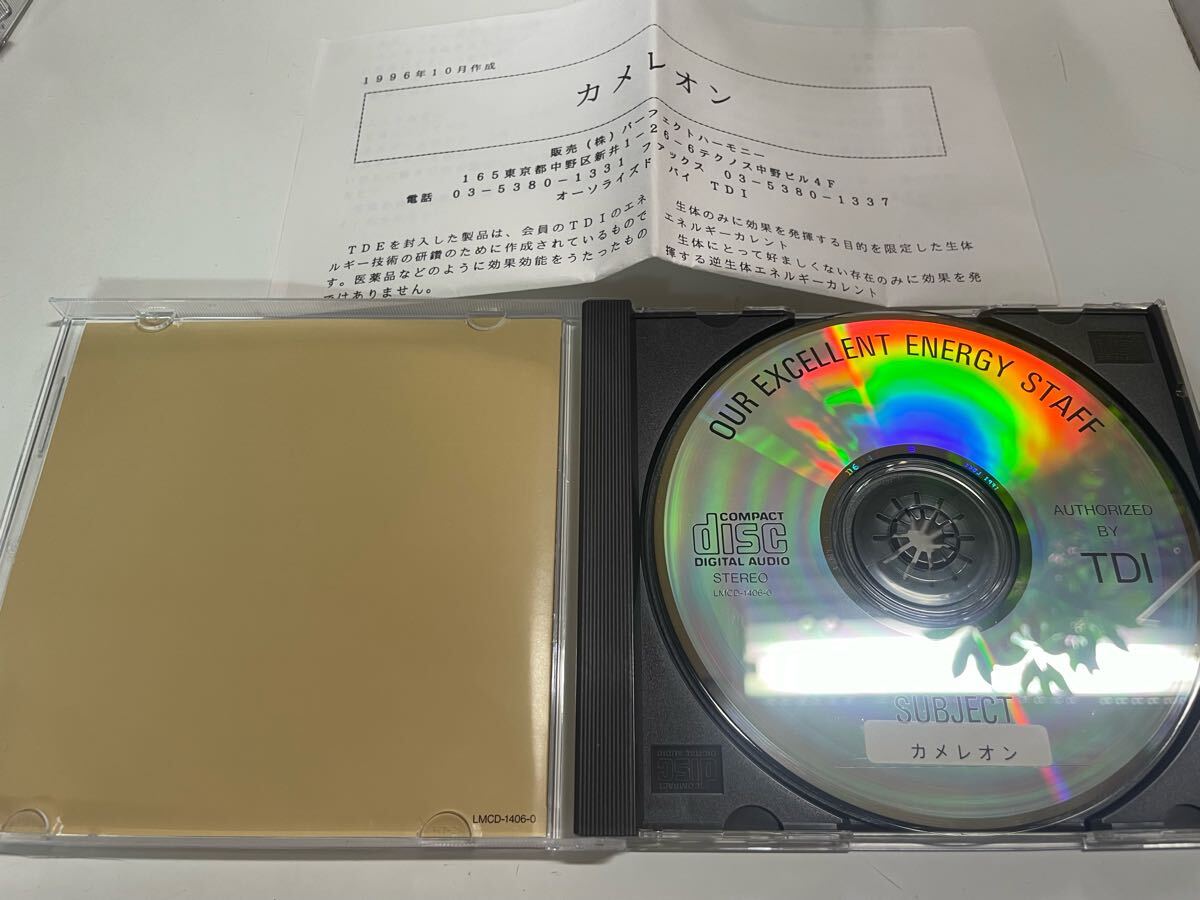 1996年10月作成
カメレオン
販売(株)パーフェクトハーモニー
165東京都中野区新井1-26-6テクノス中野ビル4F
電話 03-5380-1331 ファックス 03-5380-1337
オーソライズド バイ TDI
TDEを封入した製品は、会員のTDIのエネ
ルギー技術の研鑽のために作成されているもので
す。医薬品などのように効果効能をうたったもの
ではありません。
生体のみに効果を発揮する目的を限定した生体
エネルギーカレント
生体にとって好ましくない存在のみに効果を発
揮する逆生体エネルギーカレント
OUR EXCELLENT ENERGY STAFF
COMPACT
disc
DIGITAL AUDIO
STEREO
LMCD-1406-0
AUTHORIZED
BY
TDI
SUBJECT
カメレオン
LMCD-1406-0
COMPACT
disc
DIGITAL AUDIO